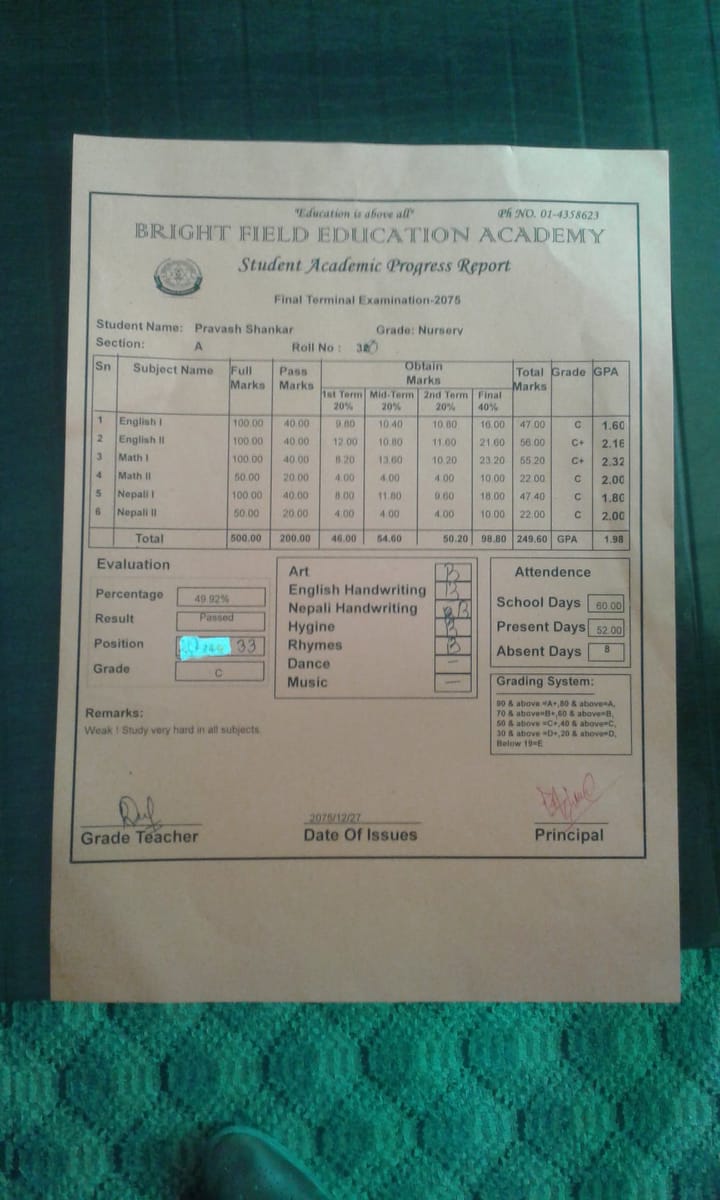 "Education is above all" Ph NO. 01-4358623
BRIGHT FIELD EDUCATION ACADEMY
Student Academic Progress Report
Final Terminal Examination-2075
Student Name: Pravash Shankar Grade: Nursery
Section: A Roll No :
Sn Subject Name Full Marks Pass Marks Obtain Marks Total Marks Grade GPA
1st Term 20% Mid-Term 20% 2nd Term 20% Final 40%
1 English I 100.00 40.00 9.80 10.40 10.80 16.00 47.00 C 1.60
2 English II 100.00 40.00 12.00 10.80 11.60 21.60 56.00 C+ 2.16
3 Math I 100.00 40.00 8.20 13.60 10.20 23.20 55.20 C+ 2.32
4 Math II 50.00 20.00 4.00 4.00 4.00 10.00 22.00 C 2.00
5 Nepali I 100.00 40.00 8.00 11.80 9.60 18.00 47.40 C 1.80
6 Nepali II 50.00 20.00 4.00 4.00 4.00 10.00 22.00 C 2.00
Total 500.00 200.00 46.00 54.60 50.20 98.80 249.60 GPA 1.98
Evaluation
Percentage 49.92%
Result Passed
Position 33
Grade C
Art B
English Handwriting B
Nepali Handwriting B
Hygine B
Rhymes B
Dance —
Music —
Attendence
School Days 60.00
Present Days 52.00
Absent Days 8
Grading System:
90 & above =A+,80 & above=A,
70 & above=B+,60 & above=B,
50 & above =C+,40 & above=C,
30 & above =D+,20 & above=D,
Below 19=E
Remarks:
Weak ! Study very hard in all subjects.
2075/12/27
Grade Teacher Date Of Issues Principal